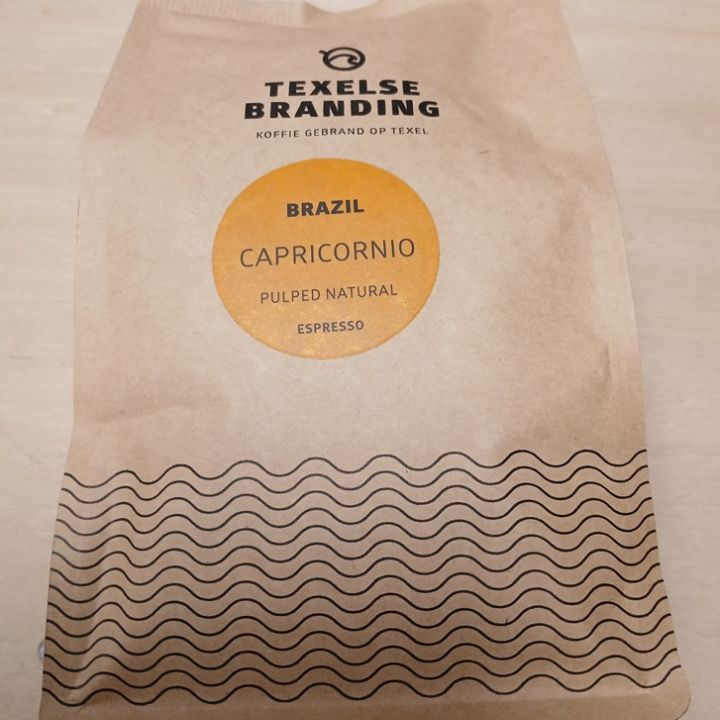 TEXELSE
BRANDING
KOFFIE GEBRAND OP TEXEL
BRAZIL
CAPRICORNIO
PULPED NATURAL
ESPRESSO